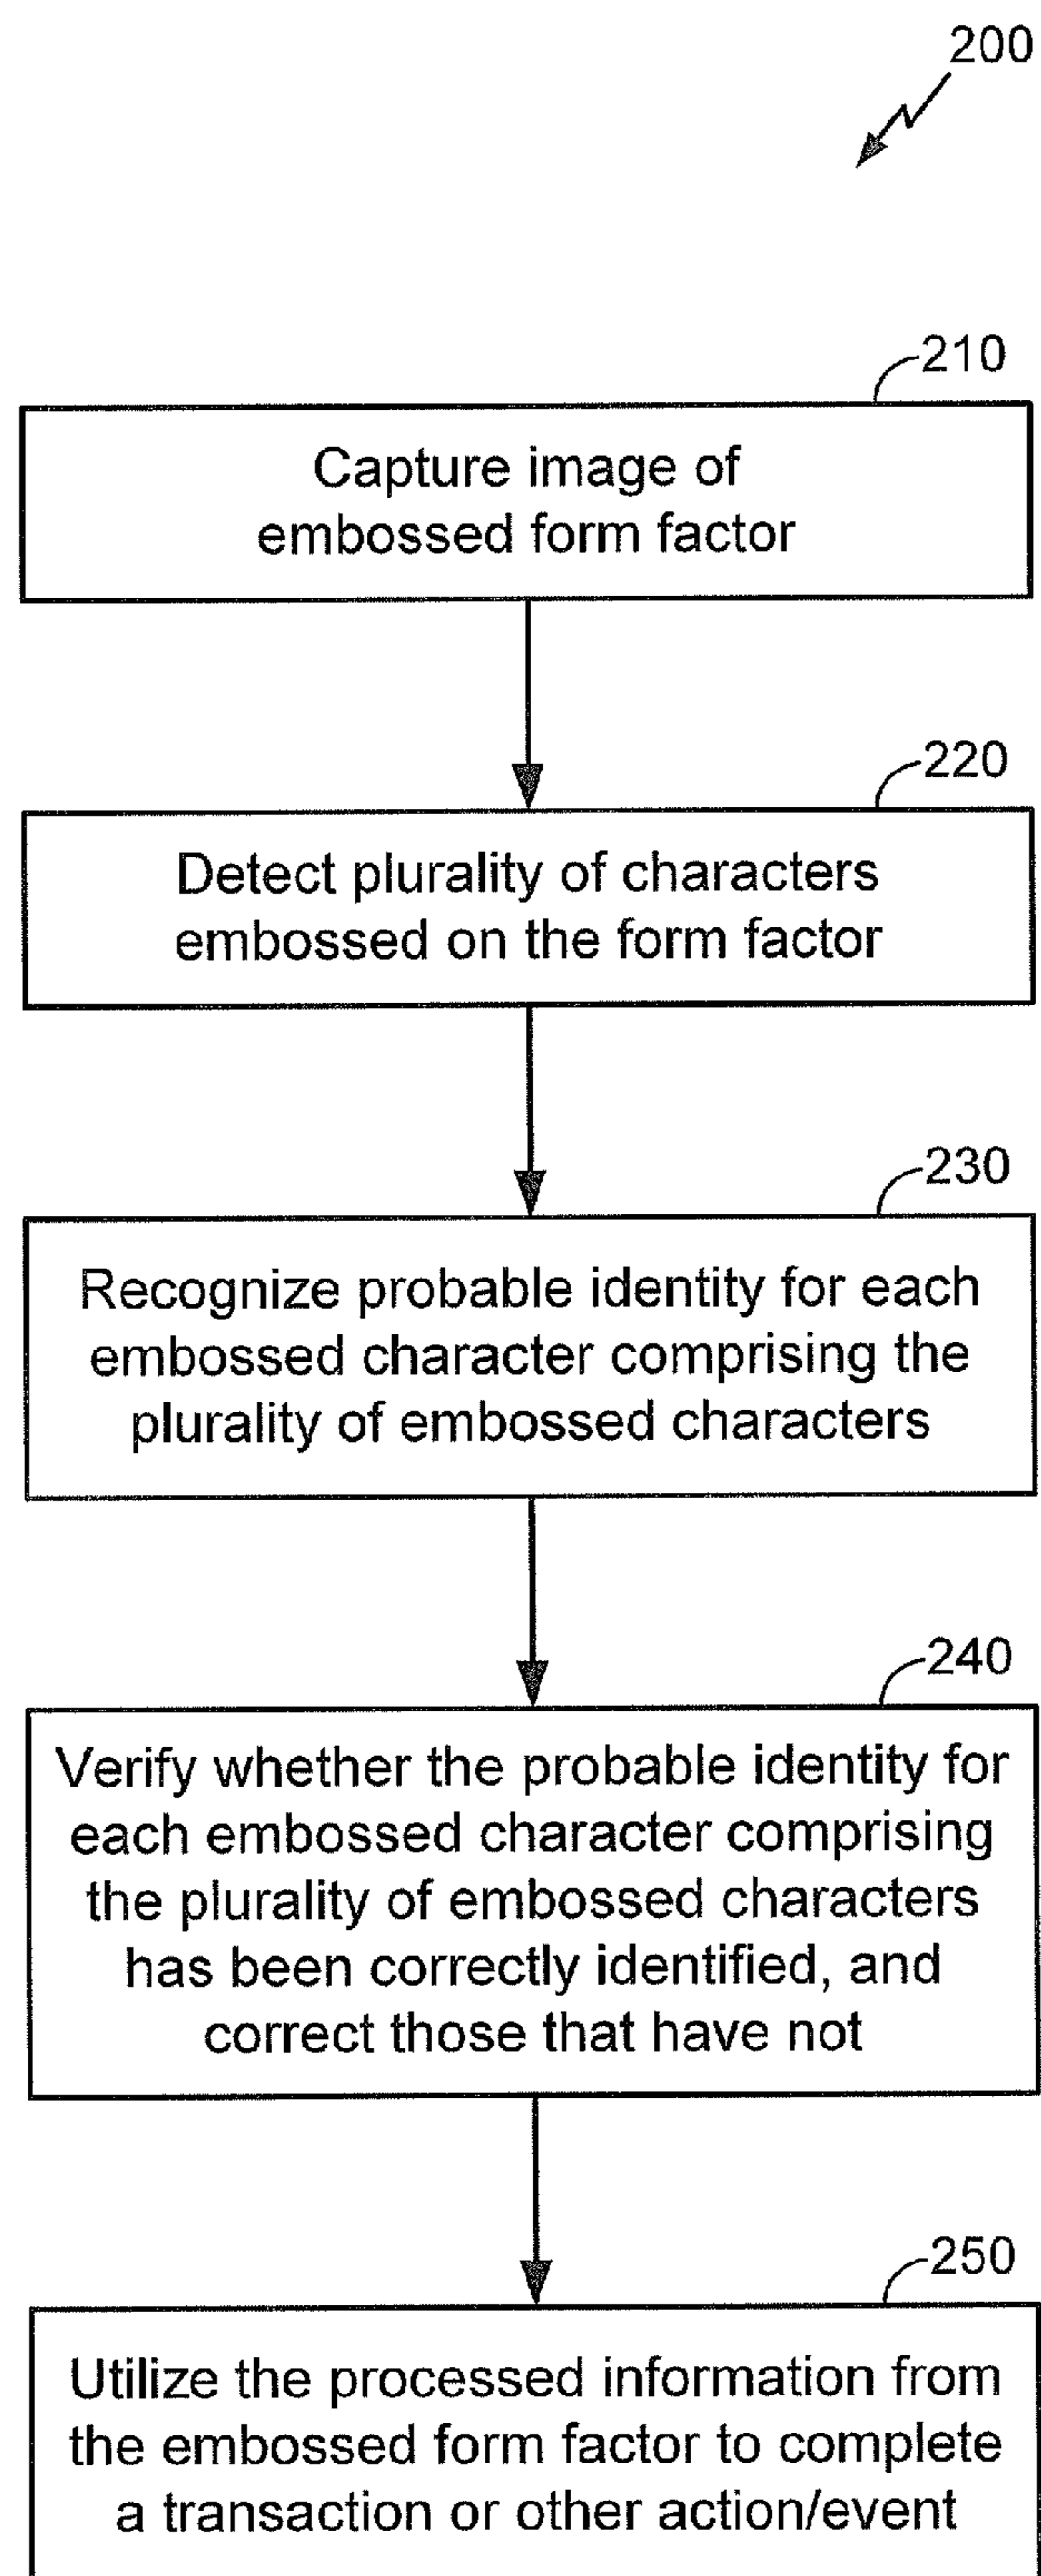 200
210
Capture image of
embossed form factor
220
Detect plurality of characters
embossed on the form factor
230
Recognize probable identity for each
embossed character comprising the
plurality of embossed characters
240
Verify whether the probable identity for
each embossed character comprising
the plurality of embossed characters
has been correctly identified, and
correct those that have not
250
Utilize the processed information from
the embossed form factor to complete
a transaction or other action/event